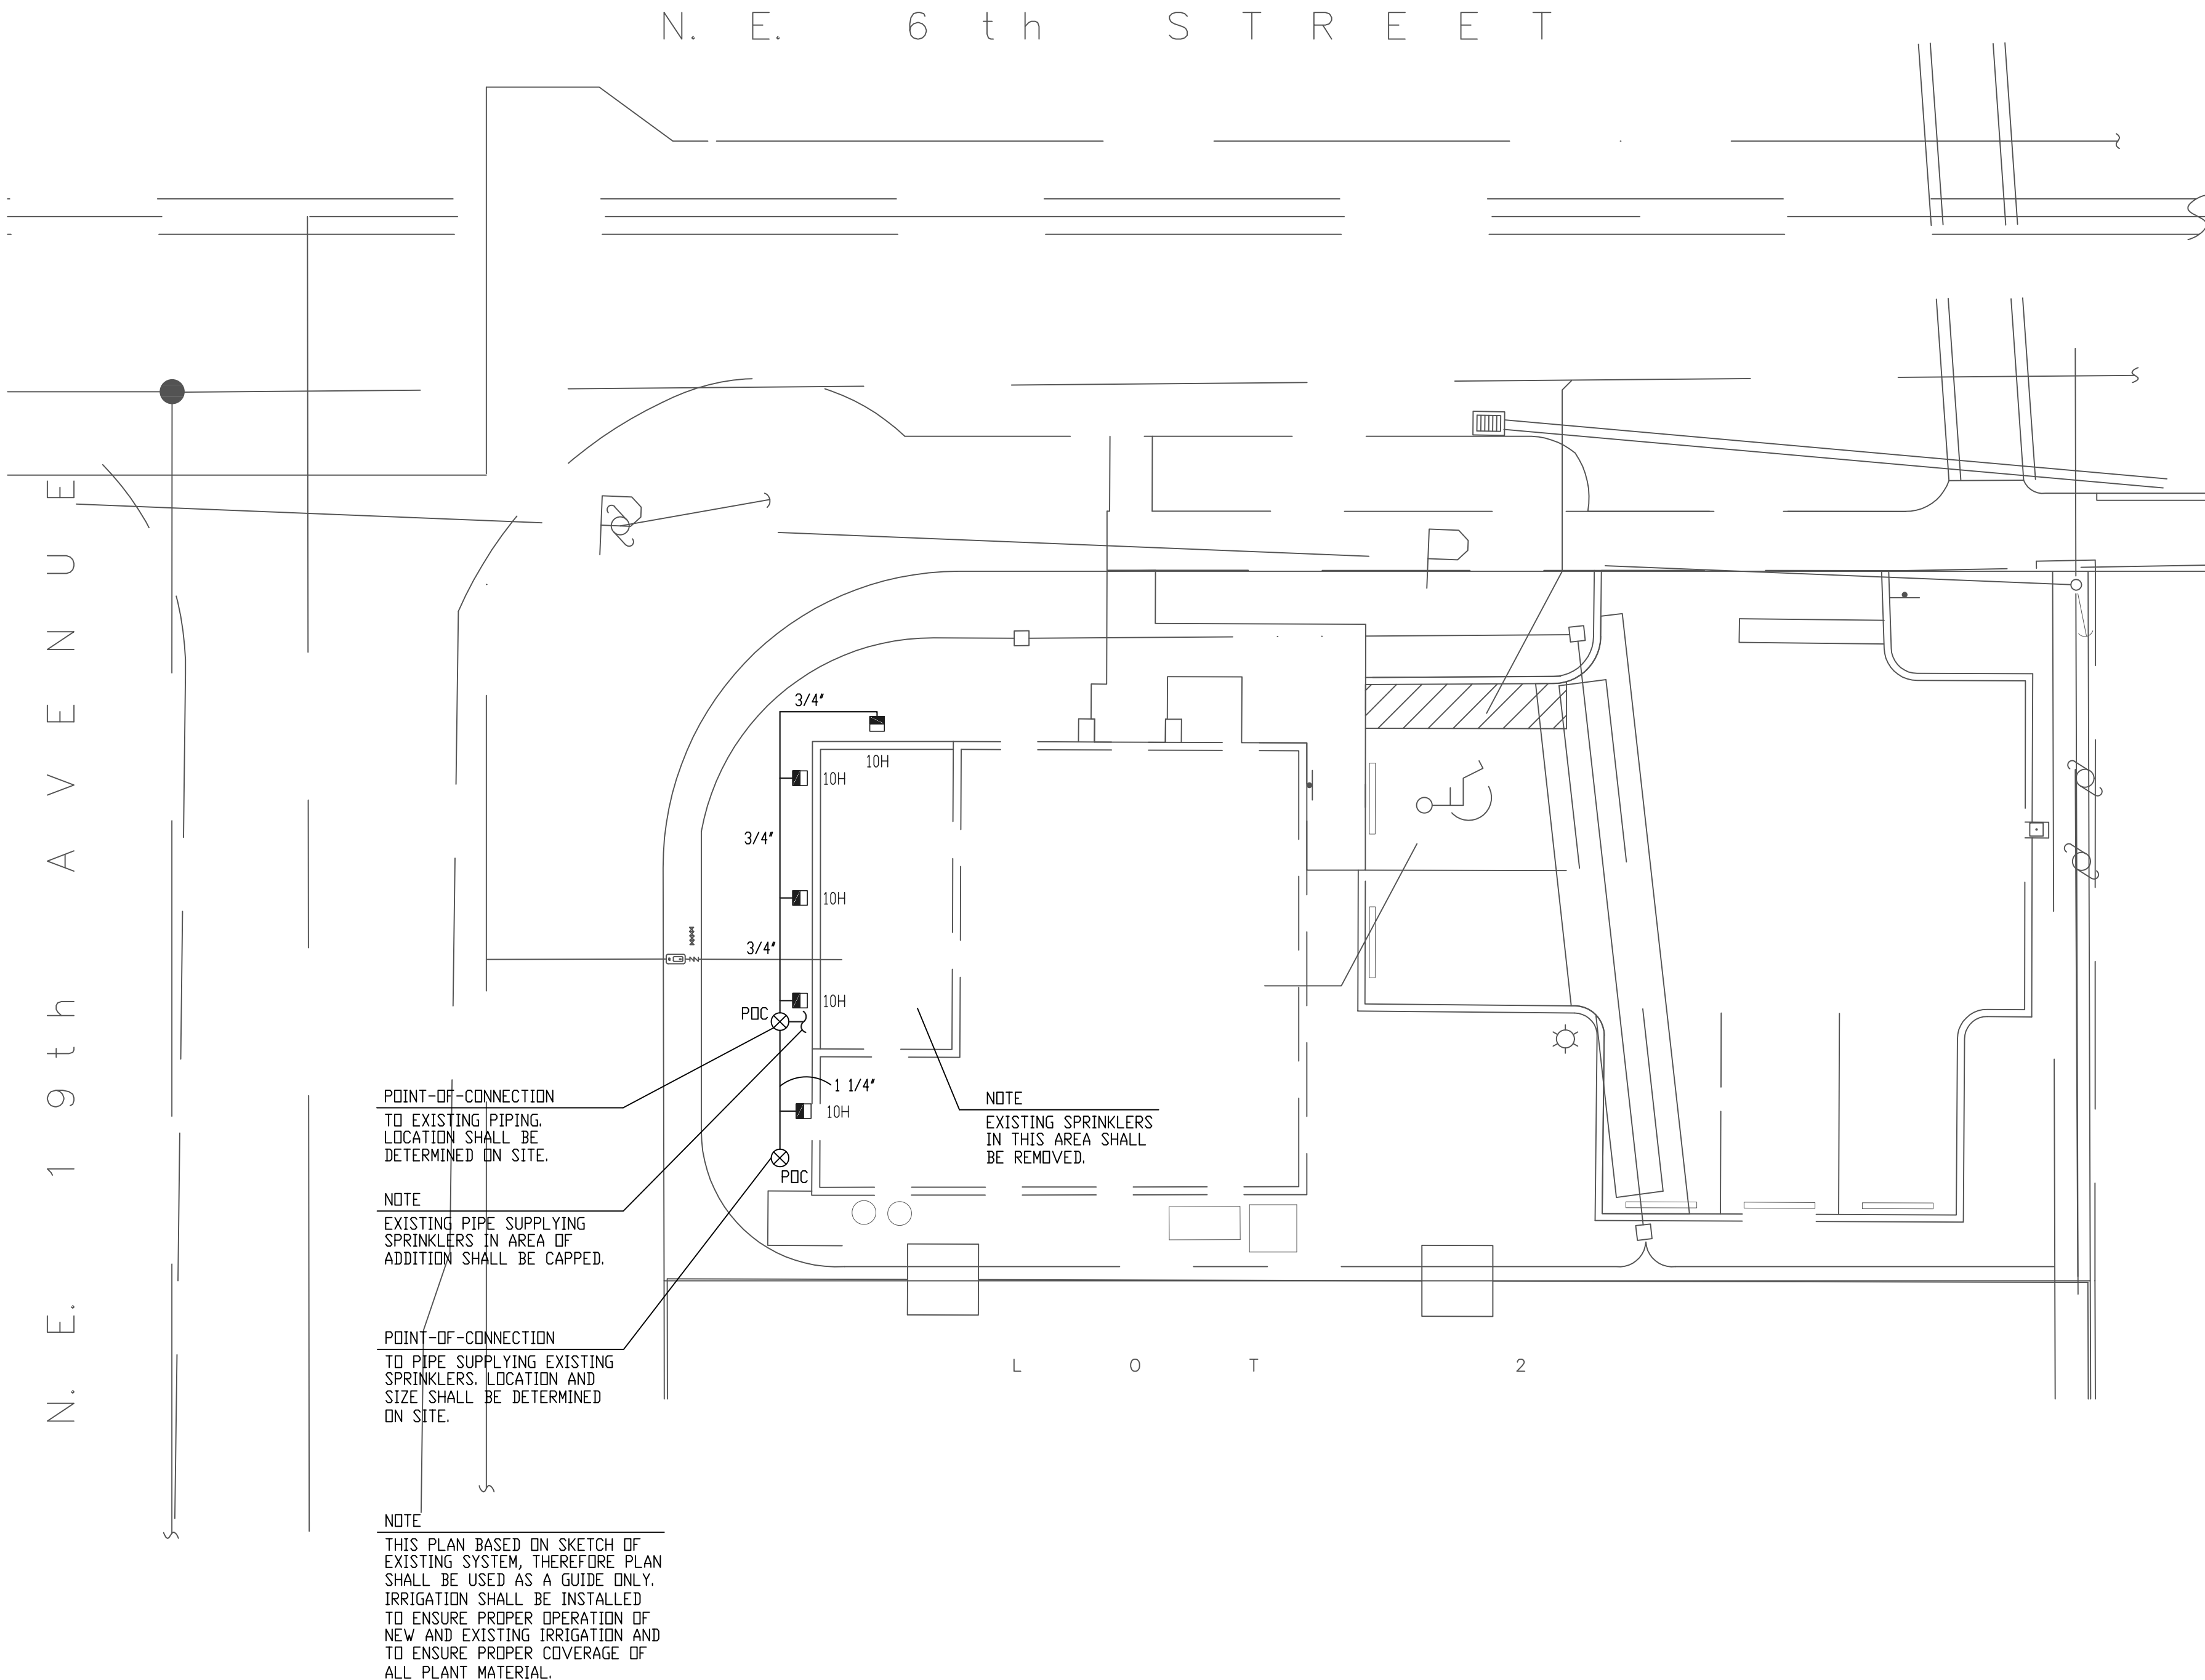 N. E. 6th STREET
N. E. 19th AVENUE
3/4"
10H
10H
3/4"
10H
3/4"
10H
POC
1 1/4"
10H
POC
POINT-OF-CONNECTION
TO EXISTING PIPING.
LOCATION SHALL BE
DETERMINED ON SITE.
NOTE
EXISTING SPRINKLERS
IN THIS AREA SHALL
BE REMOVED.
NOTE
EXISTING PIPE SUPPLYING
SPRINKLERS IN AREA OF
ADDITION SHALL BE CAPPED.
POINT-OF-CONNECTION
TO PIPE SUPPLYING EXISTING
SPRINKLERS. LOCATION AND
SIZE SHALL BE DETERMINED
ON SITE.
LOT 2
NOTE
THIS PLAN BASED ON SKETCH OF
EXISTING SYSTEM, THEREFORE PLAN
SHALL BE USED AS A GUIDE ONLY.
IRRIGATION SHALL BE INSTALLED
TO ENSURE PROPER OPERATION OF
NEW AND EXISTING IRRIGATION AND
TO ENSURE PROPER COVERAGE OF
ALL PLANT MATERIAL.